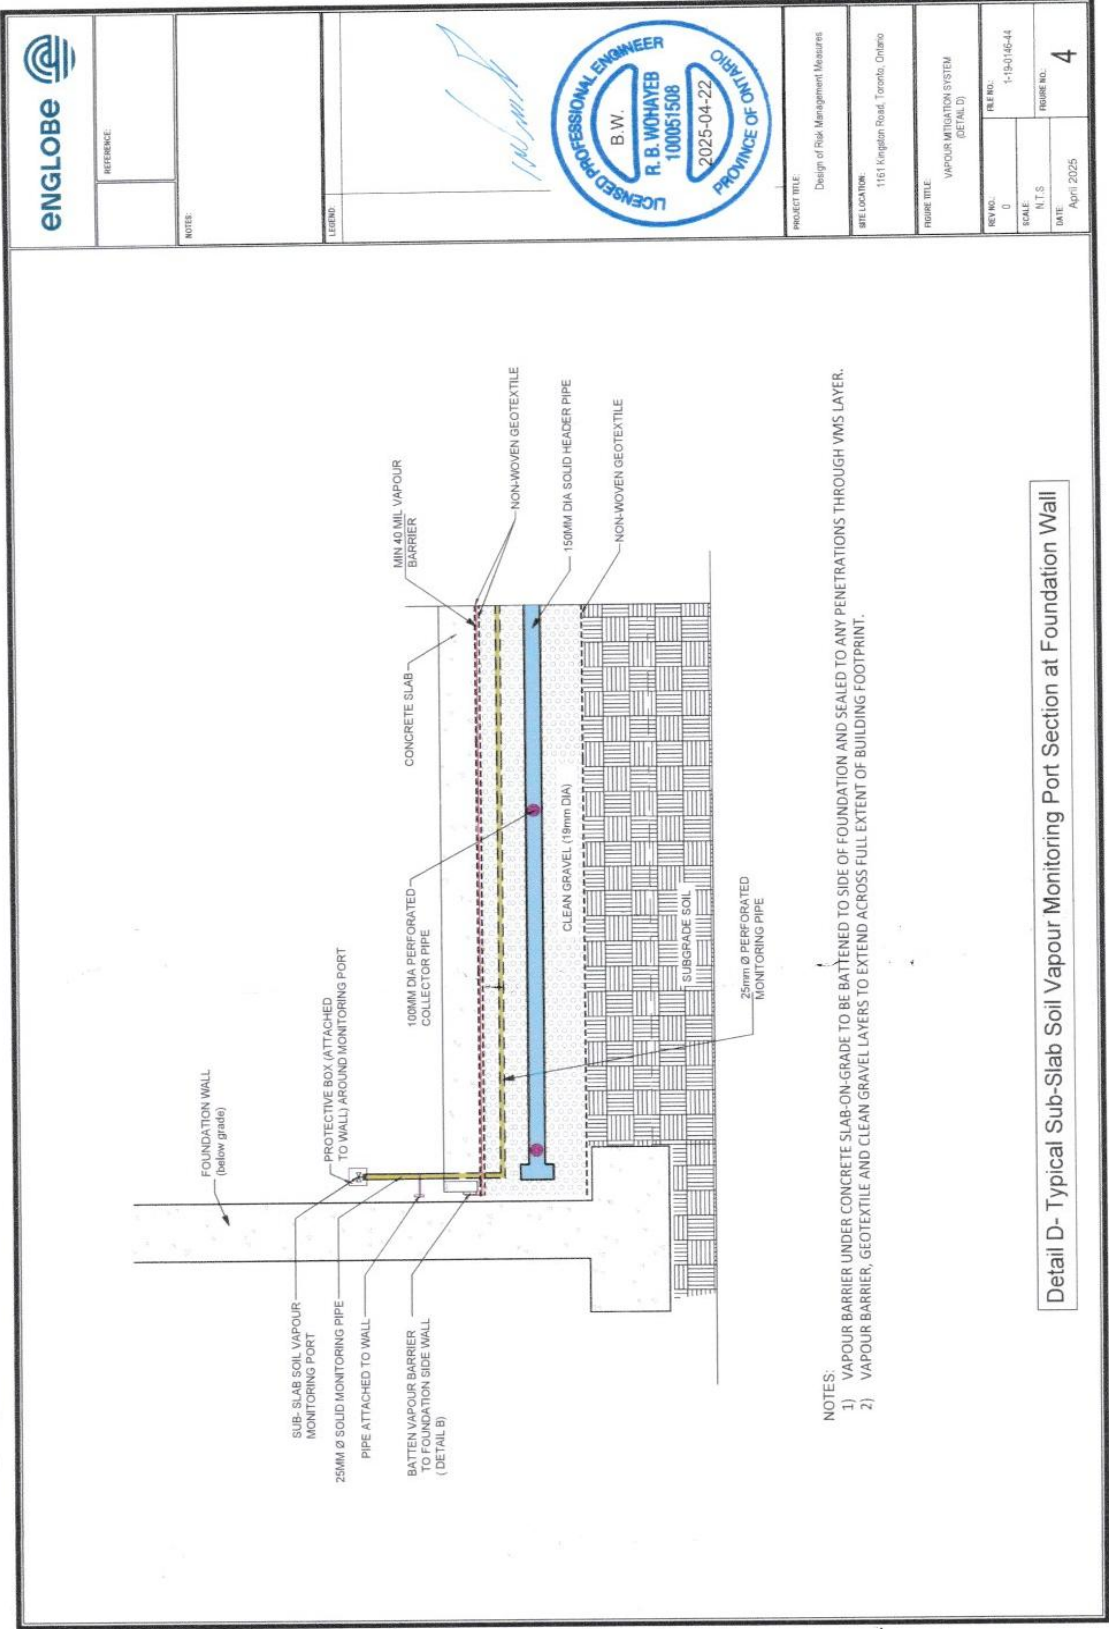 SUB- SLAB SOIL VAPOUR
MONITORING PORT
25MM Ø SOLID MONITORING PIPE
PIPE ATTACHED TO WALL
BATTEN VAPOUR BARRIER
TO FOUNDATION SIDE WALL
( DETAIL B)
FOUNDATION WALL
(below grade)
PROTECTIVE BOX (ATTACHED
TO WALL) AROUND MONITORING PORT
100MM DIA PERFORATED
COLLECTOR PIPE
CONCRETE SLAB
MIN 40 MIL VAPOUR
BARRIER
NON-WOVEN GEOTEXTILE
150MM DIA SOLID HEADER PIPE
NON-WOVEN GEOTEXTILE
CLEAN GRAVEL (19mm DIA)
SUBGRADE SOIL
25mm Ø PERFORATED
MONITORING PIPE
NOTES:
1) VAPOUR BARRIER UNDER CONCRETE SLAB-ON-GRADE TO BE BATTENED TO SIDE OF FOUNDATION AND SEALED TO ANY PENETRATIONS THROUGH VMS LAYER.
2) VAPOUR BARRIER, GEOTEXTILE AND CLEAN GRAVEL LAYERS TO EXTEND ACROSS FULL EXTENT OF BUILDING FOOTPRINT.
Detail D- Typical Sub-Slab Soil Vapour Monitoring Port Section at Foundation Wall
eNGLOBE
REFERENCE:
NOTES:
LEGEND:
LICENSED PROFESSIONAL ENGINEER
B.W.
R. B. WOHAYEB
100051508
2025-04-22
PROVINCE OF ONTARIO
PROJECT TITLE:
Design of Risk Management Measures
SITE LOCATION:
1161 Kingston Road, Toronto, Ontario
FIGURE TITLE:
VAPOUR MITIGATION SYSTEM
(DETAIL D)
REV NO.:
0
FILE NO.:
1-19-0146-44
SCALE:
N.T.S
DATE:
April 2025
FIGURE NO.:
4